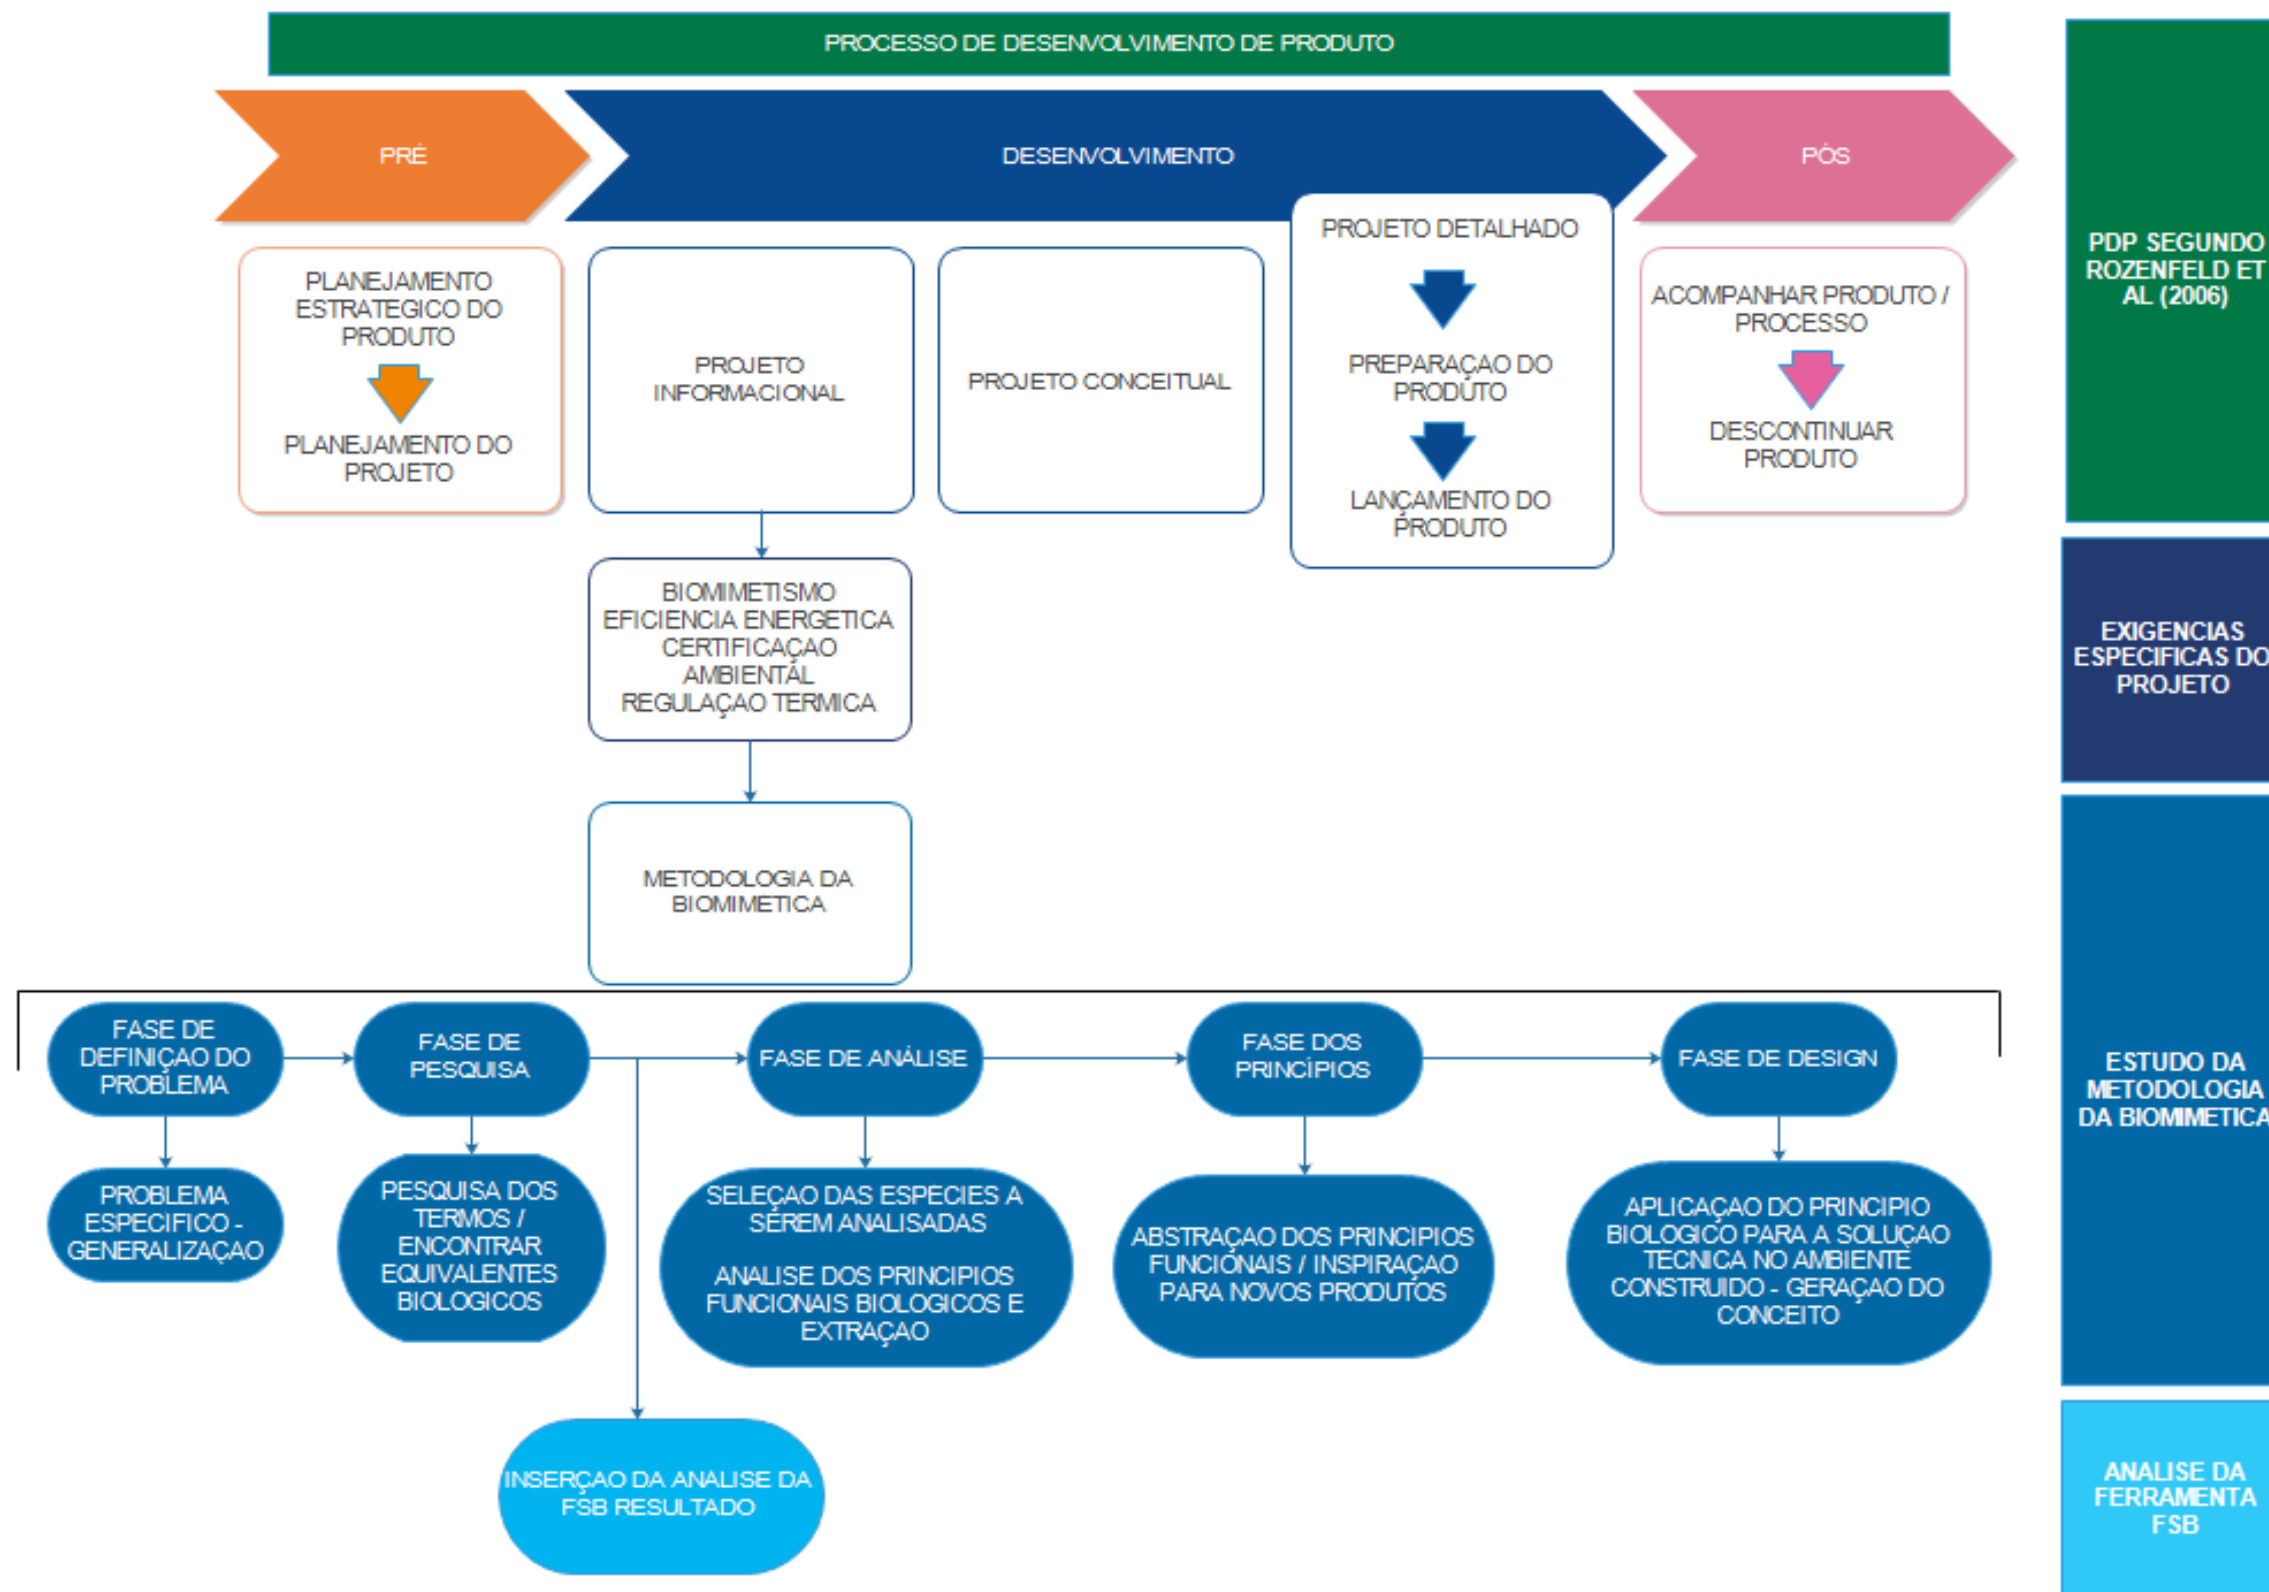 PROCESSO DE DESENVOLVIMENTO DE PRODUTO
PRÉ
DESENVOLVIMENTO
PÓS
PLANEJAMENTO
ESTRATEGICO DO
PRODUTO
PLANEJAMENTO DO
PROJETO
PROJETO
INFORMACIONAL
PROJETO CONCEITUAL
PROJETO DETALHADO
PREPARAÇAO DO
PRODUTO
LANÇAMENTO DO
PRODUTO
ACOMPANHAR PRODUTO /
PROCESSO
DESCONTINUAR
PRODUTO
PDP SEGUNDO
ROZENFELD ET
AL (2006)
BIOMIMETISMO
EFICIENCIA ENERGETICA
CERTIFICAÇAO
AMBIENTAL
REGULAÇAO TERMICA
EXIGENCIAS
ESPECIFICAS DO
PROJETO
METODOLOGIA DA
BIOMIMETICA
FASE DE
DEFINIÇAO DO
PROBLEMA
FASE DE
PESQUISA
FASE DE ANÁLISE
FASE DOS
PRINCÍPIOS
FASE DE DESIGN
PROBLEMA
ESPECIFICO -
GENERALIZAÇAO
PESQUISA DOS
TERMOS /
ENCONTRAR
EQUIVALENTES
BIOLOGICOS
SELEÇAO DAS ESPECIES A
SEREM ANALISADAS
ANALISE DOS PRINCIPIOS
FUNCIONAIS BIOLOGICOS E
EXTRAÇAO
ABSTRAÇAO DOS PRINCIPIOS
FUNCIONAIS / INSPIRAÇAO
PARA NOVOS PRODUTOS
APLICAÇAO DO PRINCIPIO
BIOLOGICO PARA A SOLUÇAO
TECNICA NO AMBIENTE
CONSTRUIDO - GERAÇAO DO
CONCEITO
ESTUDO DA
METODOLOGIA
DA BIOMIMETICA
INSERÇAO DA ANALISE DA
FSB RESULTADO
ANALISE DA
FERRAMENTA
FSB